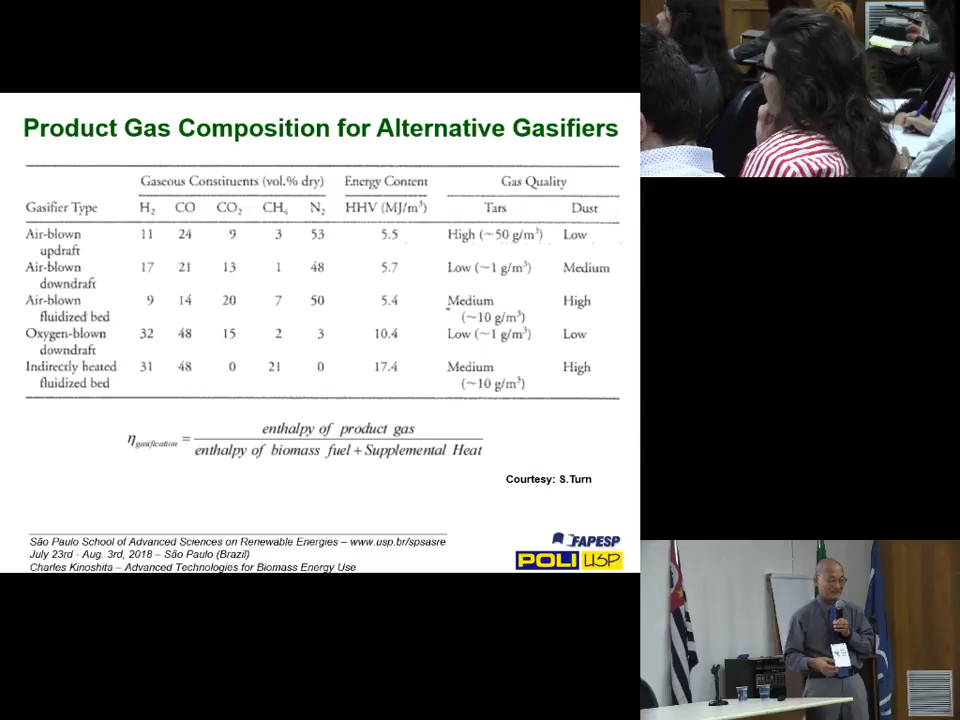 Product Gas Composition for Alternative Gasifiers
Gaseous Constituents (vol.% dry) Energy Content Gas Quality
Gasifier Type H₂ CO CO₂ CH₄ N₂ HHV (MJ/m³) Tars Dust
Air-blown 11 24 9 3 53 5.5 High (~50 g/m³) Low
updraft
Air-blown 17 21 13 1 48 5.7 Low (~1 g/m³) Medium
downdraft
Air-blown 9 14 20 7 50 5.4 Medium High
fluidized bed (~10 g/m³)
Oxygen-blown 32 48 15 2 3 10.4 Low (~1 g/m³) Low
downdraft
Indirectly heated 31 48 0 21 0 17.4 Medium High
fluidized bed (~10 g/m³)
η gasification = enthalpy of product gas
enthalpy of biomass fuel + Supplemental Heat
Courtesy: S.Turn
São Paulo School of Advanced Sciences on Renewable Energies – www.usp.br/spsasre
July 23rd - Aug. 3rd, 2018 – São Paulo (Brazil)
Charles Kinoshita – Advanced Technologies for Biomass Energy Use
FAPESP
POLI USP